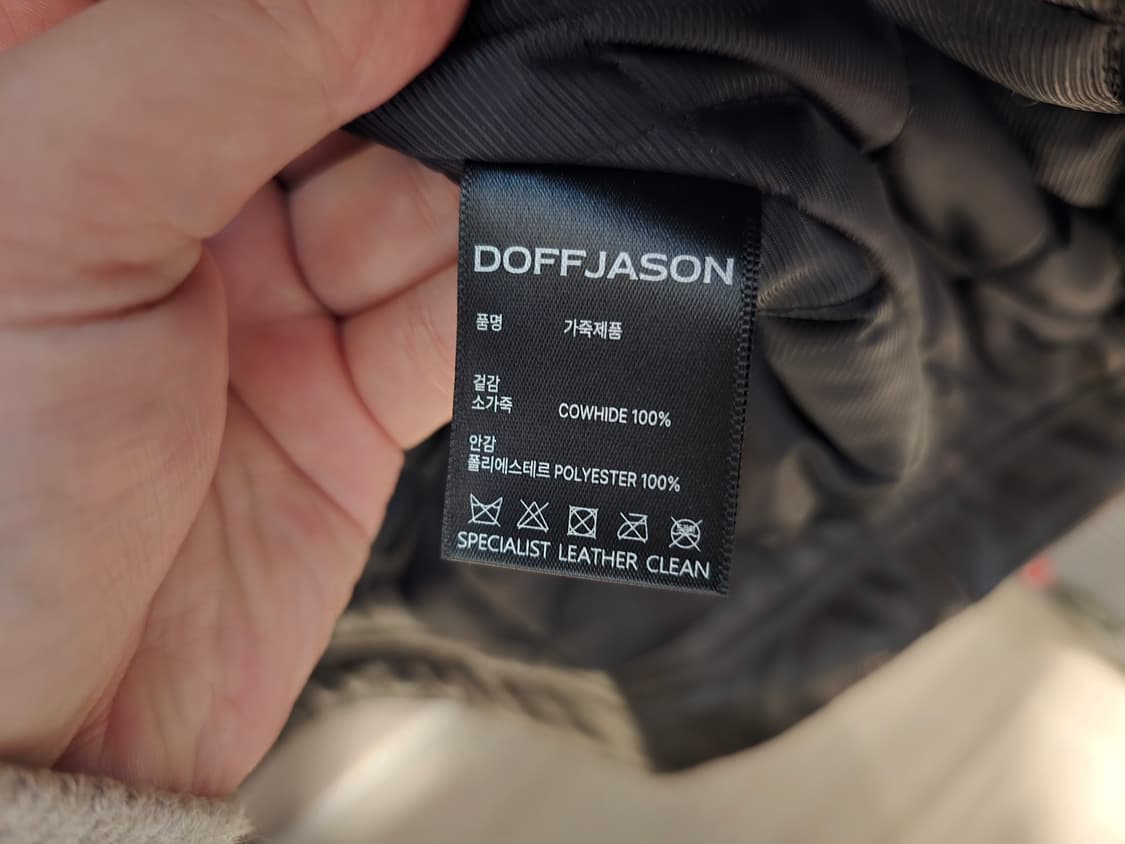 DOFFJASON
품명 가죽제품
겉감
소가죽 COWHIDE 100%
안감
폴리에스테르 POLYESTER 100%
SPECIALIST LEATHER CLEAN